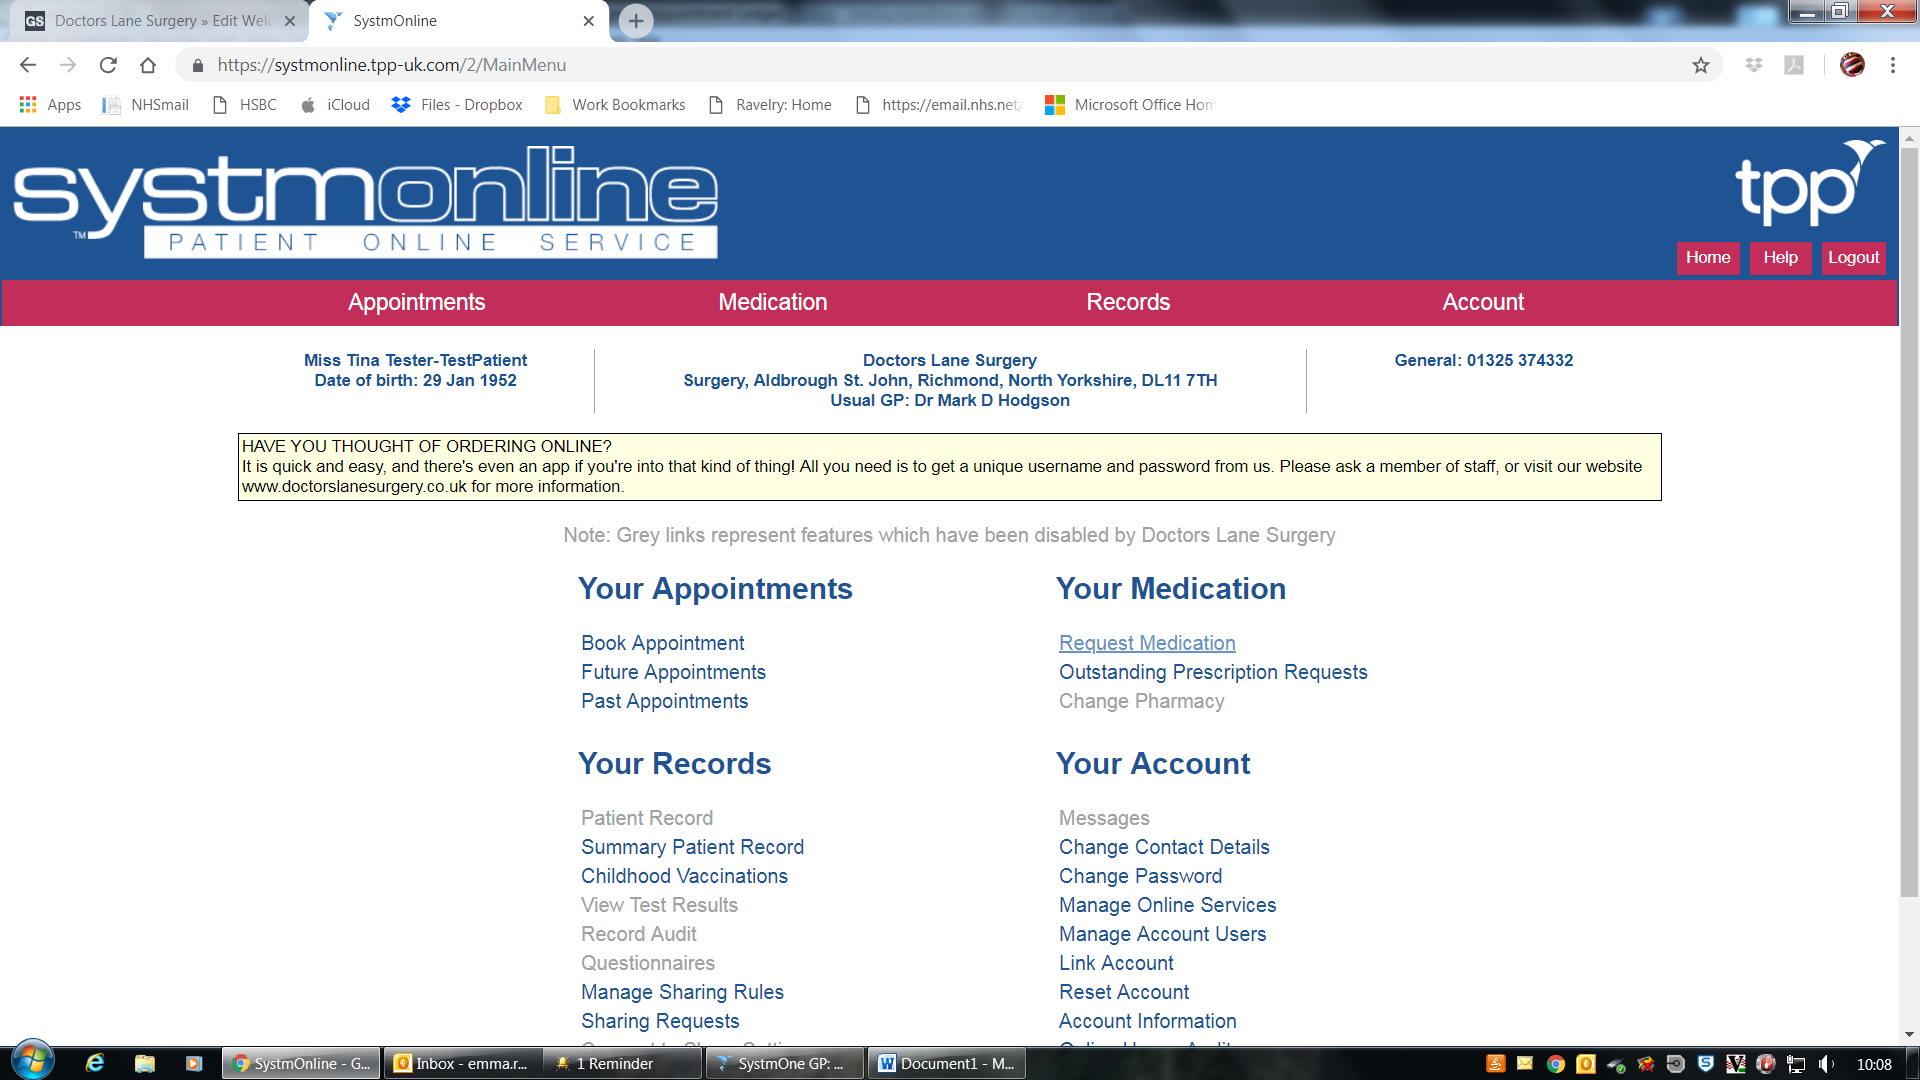 GS Doctors Lane Surgery » Edit Welc
SystmOnline
https://systmonline.tpp-uk.com/2/MainMenu
Apps NHSmail HSBC iCloud Files - Dropbox Work Bookmarks Ravelry: Home https://email.nhs.net/ Microsoft Office Hom
systmonline
TM
PATIENT ONLINE SERVICE
tpp
Home Help Logout
Appointments Medication Records Account
Miss Tina Tester-TestPatient
Date of birth: 29 Jan 1952
Doctors Lane Surgery
Surgery, Aldbrough St. John, Richmond, North Yorkshire, DL11 7TH
Usual GP: Dr Mark D Hodgson
General: 01325 374332
HAVE YOU THOUGHT OF ORDERING ONLINE?
It is quick and easy, and there's even an app if you're into that kind of thing! All you need is to get a unique username and password from us. Please ask a member of staff, or visit our website
www.doctorslanesurgery.co.uk for more information.
Note: Grey links represent features which have been disabled by Doctors Lane Surgery
Your Appointments
Book Appointment
Future Appointments
Past Appointments
Your Medication
Request Medication
Outstanding Prescription Requests
Change Pharmacy
Your Records
Patient Record
Summary Patient Record
Childhood Vaccinations
View Test Results
Record Audit
Questionnaires
Manage Sharing Rules
Sharing Requests
Your Account
Messages
Change Contact Details
Change Password
Manage Online Services
Manage Account Users
Link Account
Reset Account
Account Information
SystmOnline - G... Inbox - emma.r... 1 Reminder SystmOne GP: ... Document1 - M... 10:08